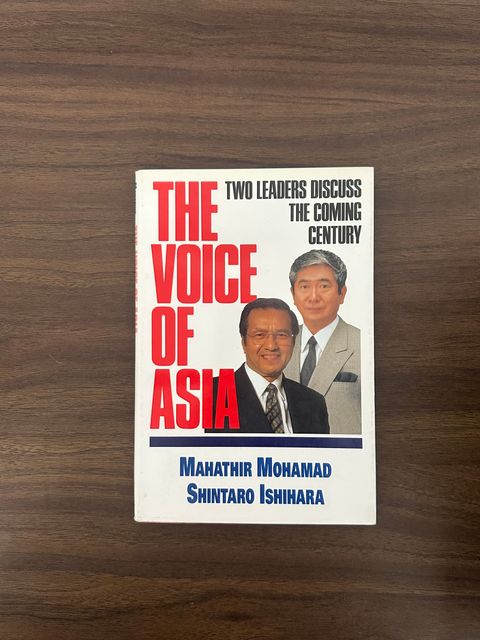 THE
VOICE
OF
ASIA
TWO LEADERS DISCUSS
THE COMING
CENTURY
MAHATHIR MOHAMAD
SHINTARO ISHIHARA